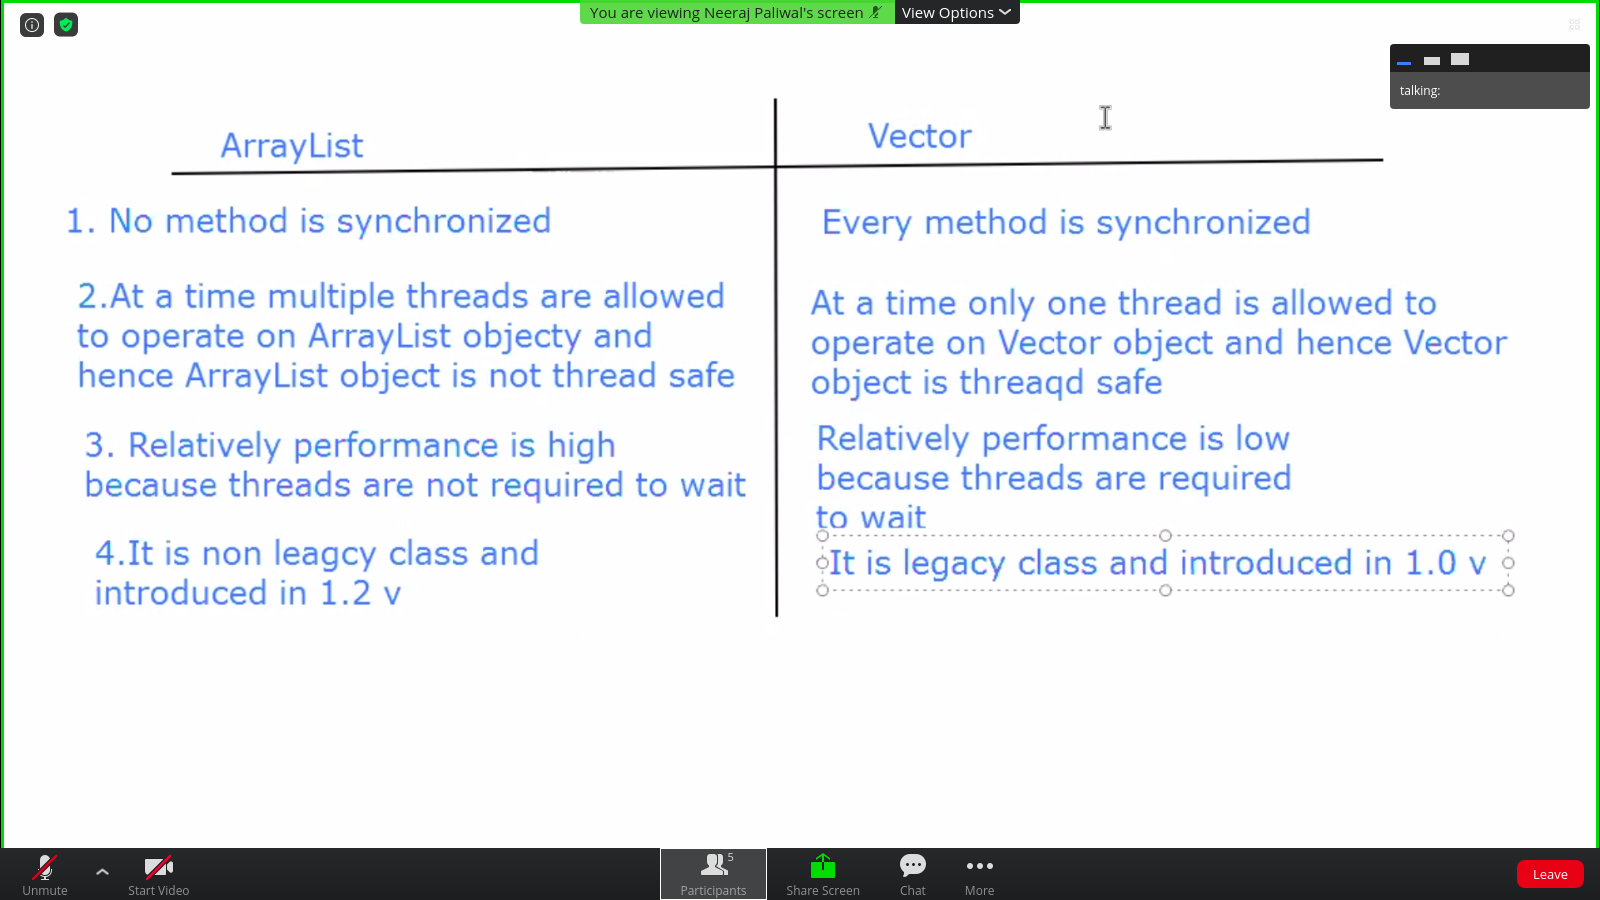 You are viewing Neeraj Paliwal's screen
View Options
talking:
ArrayList
Vector
1. No method is synchronized
Every method is synchronized
2.At a time multiple threads are allowed
to operate on ArrayList objecty and
hence ArrayList object is not thread safe
At a time only one thread is allowed to
operate on Vector object and hence Vector
object is threaqd safe
3. Relatively performance is high
because threads are not required to wait
Relatively performance is low
because threads are required
to wait
4.It is non leagcy class and
introduced in 1.2 v
It is legacy class and introduced in 1.0 v
Unmute
Start Video
5
Participants
Share Screen
Chat
More
Leave